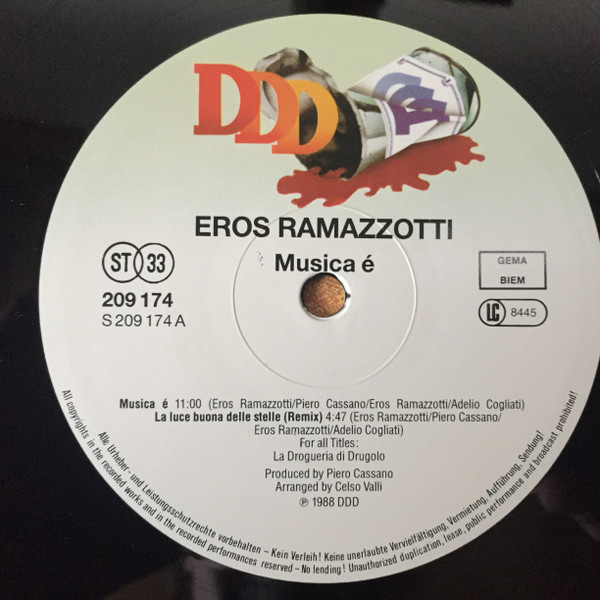 DDD
EROS RAMAZZOTTI
Musica é
ST 33
209 174
S 209 174 A
GEMA
BIEM
LC 8445
Musica é 11:00 (Eros Ramazzotti/Piero Cassano/Eros Ramazzotti/Adelio Cogliati)
La luce buona delle stelle (Remix) 4:47 (Eros Ramazzotti/Piero Cassano/
Eros Ramazzotti/Adelio Cogliati)
For all Titles:
La Drogueria di Drugolo
Produced by Piero Cassano
Arranged by Celso Valli
℗ 1988 DDD
Alle Urheber- und Leistungsschutzrechte vorbehalten – Kein Verleih! Keine unerlaubte Vervielfältigung, Vermietung, Aufführung, Sendung!
All copyrights in the recorded works and in the recorded performances reserved – No lending! Unauthorized duplication, lease, public performance and broadcast prohibited!